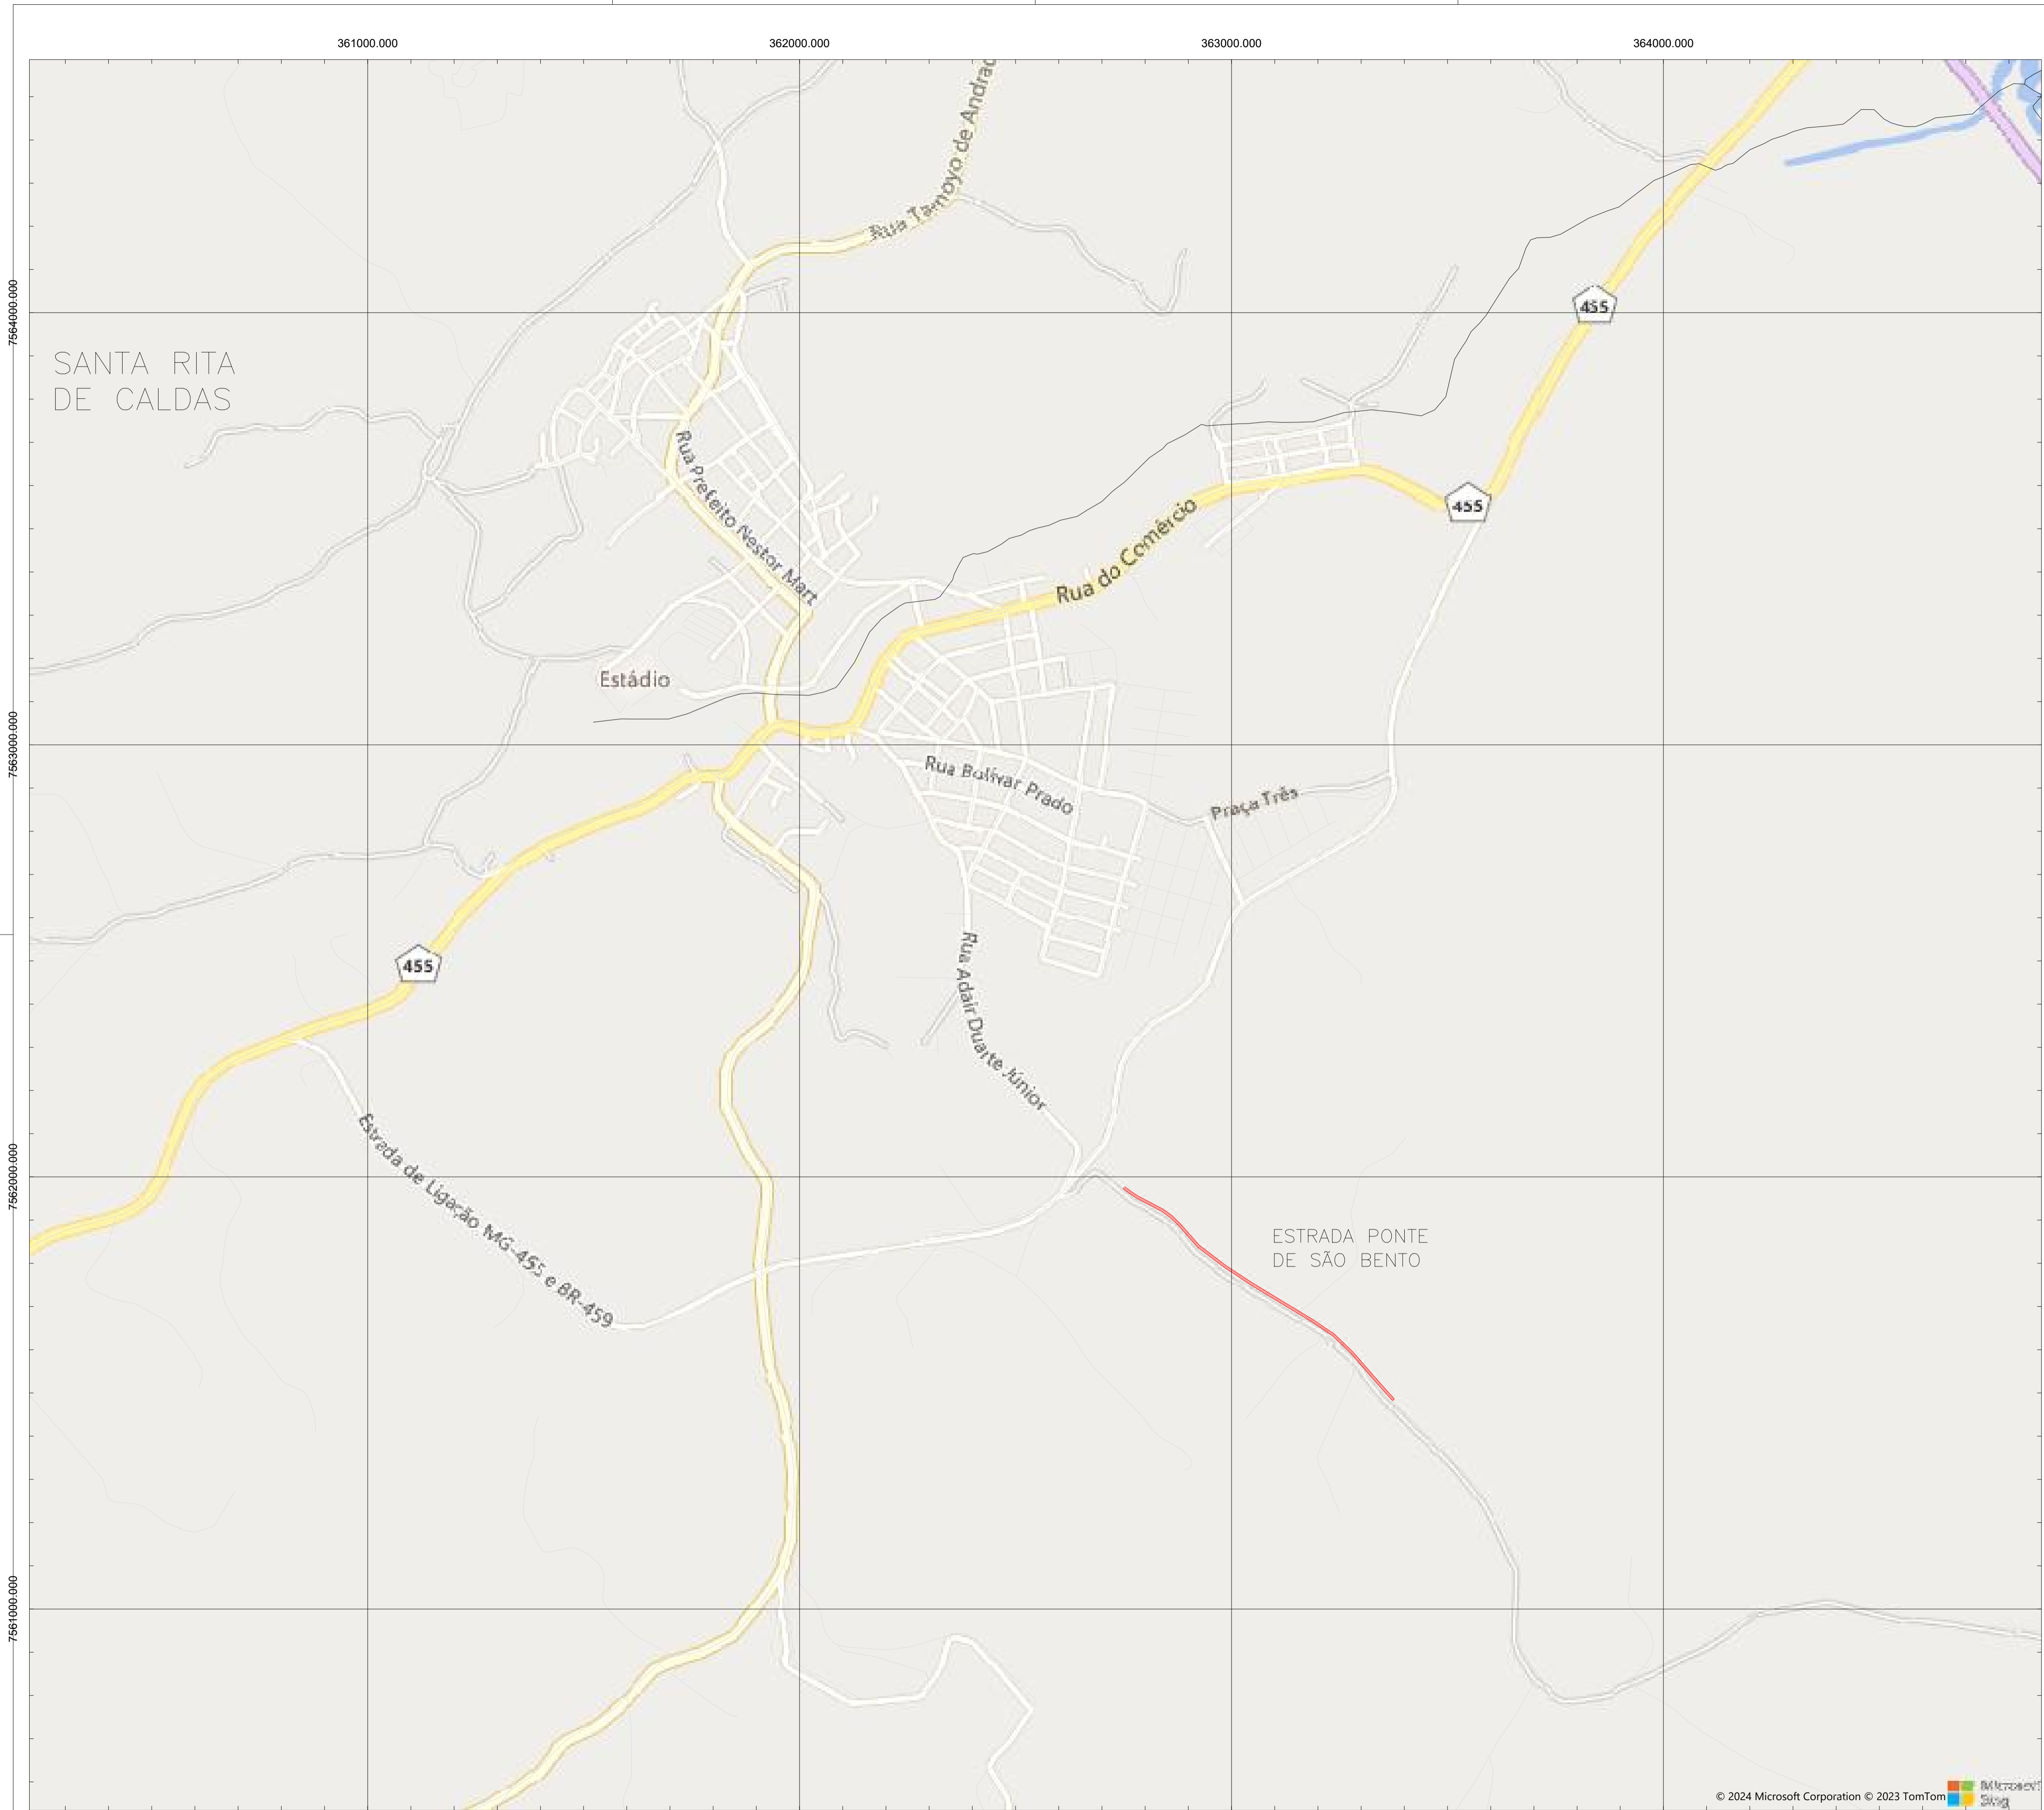 361000.000
362000.000
363000.000
364000.000
7564000.000
7563000.000
7562000.000
7561000.000
Rua Tamoyo de Andrad
455
SANTA RITA
DE CALDAS
Rua Prefeito Nestor Mart
455
Rua do Comércio
Estádio
Rua Bolívar Prado
Praça Três
455
Rua Adair Duarte Júnior
Estrada de Ligação MG-455 e BR-459
ESTRADA PONTE
DE SÃO BENTO
© 2024 Microsoft Corporation © 2023 TomTom
Microsoft
Bing